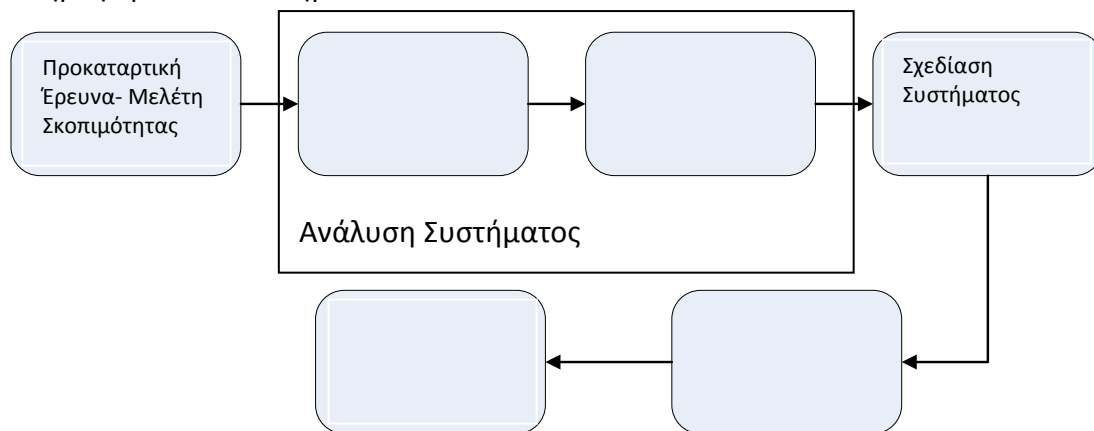 Προκαταρτική
Έρευνα- Μελέτη
Σκοπιμότητας
Σχεδίαση
Συστήματος
Ανάλυση Συστήματος